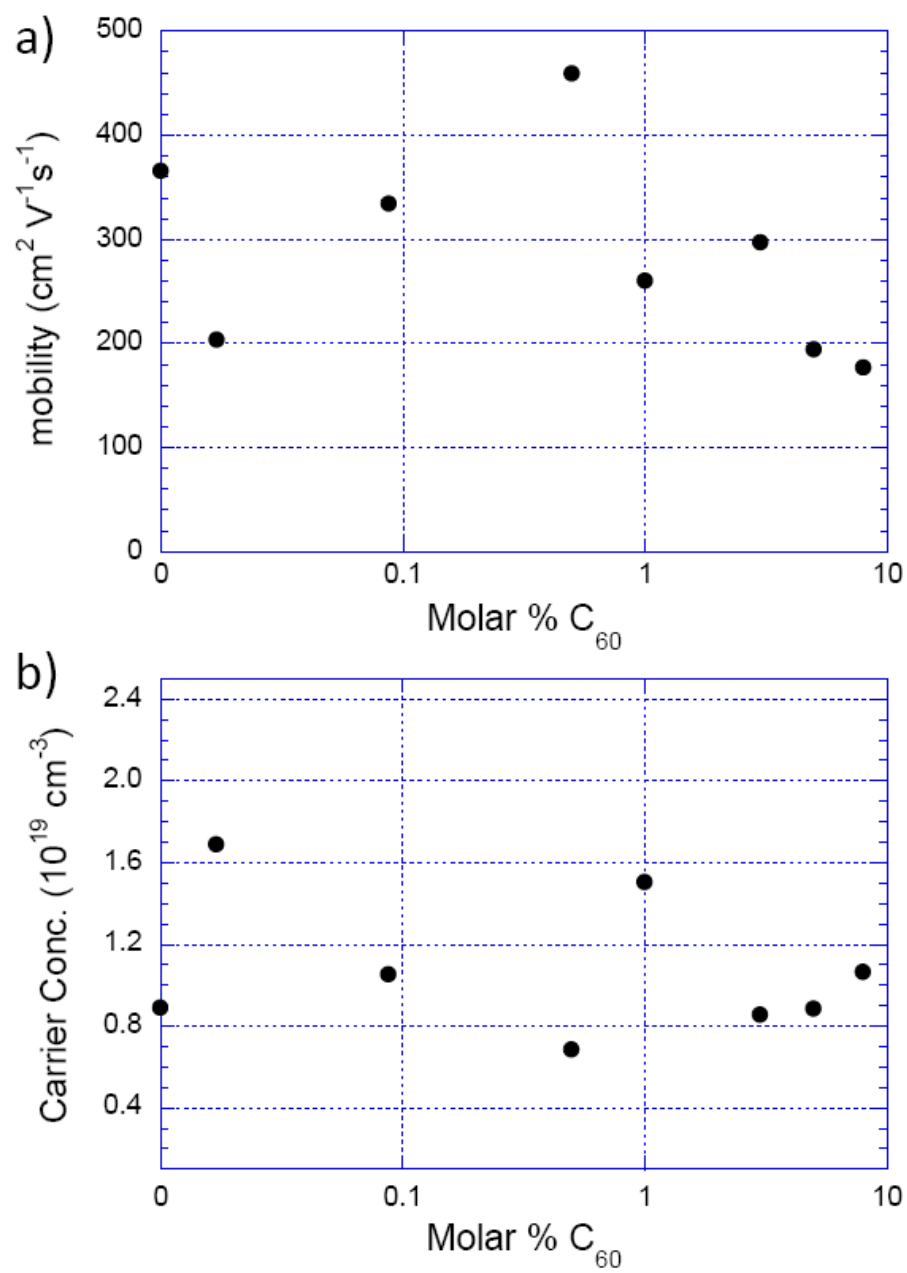 a)
500
400
300
200
100
0
mobility (cm² V⁻¹s⁻¹)
0 0.1 1 10
Molar % C₆₀
b)
2.4
2.0
1.6
1.2
0.8
0.4
Carrier Conc. (10¹⁹ cm⁻³)
0 0.1 1 10
Molar % C₆₀